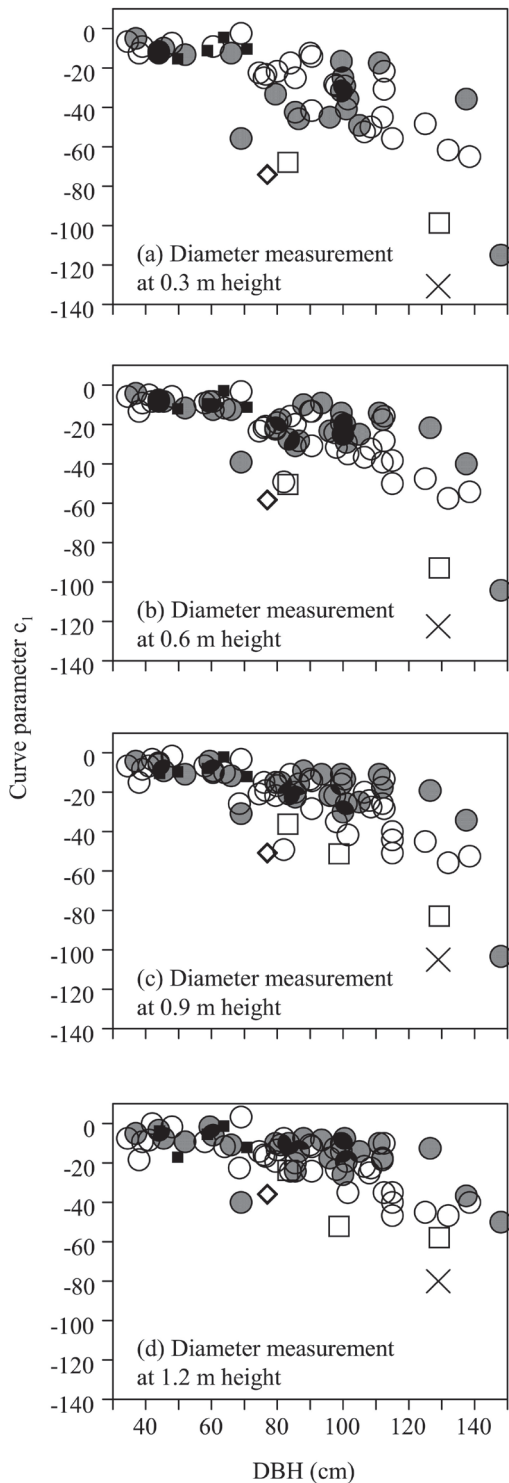 0
-20
-40
-60
-80
-100
-120
-140
(a) Diameter measurement
at 0.3 m height
0
-20
-40
-60
-80
-100
-120
-140
(b) Diameter measurement
at 0.6 m height
Curve parameter c₁
0
-20
-40
-60
-80
-100
-120
-140
(c) Diameter measurement
at 0.9 m height
0
-20
-40
-60
-80
-100
-120
-140
(d) Diameter measurement
at 1.2 m height
40 60 80 100 120 140
DBH (cm)